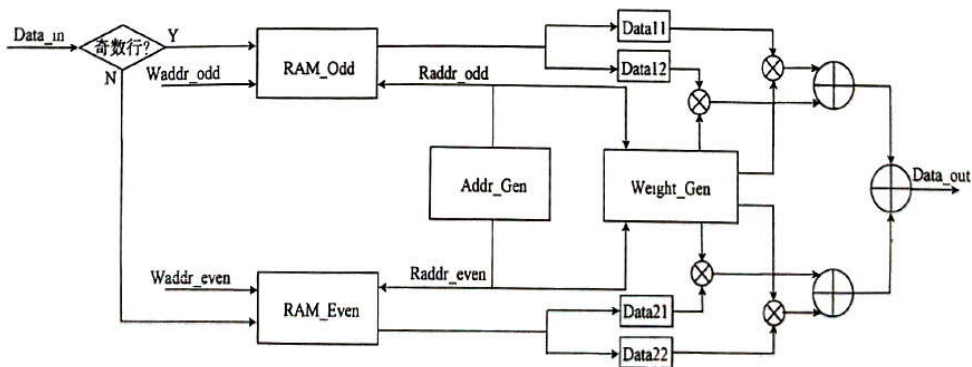 Data_in
奇数行?
Y
N
Waddr_odd
RAM_Odd
Raddr_odd
Data11
Data12
Addr_Gen
Weight_Gen
Data_out
Waddr_even
RAM_Even
Raddr_even
Data21
Data22